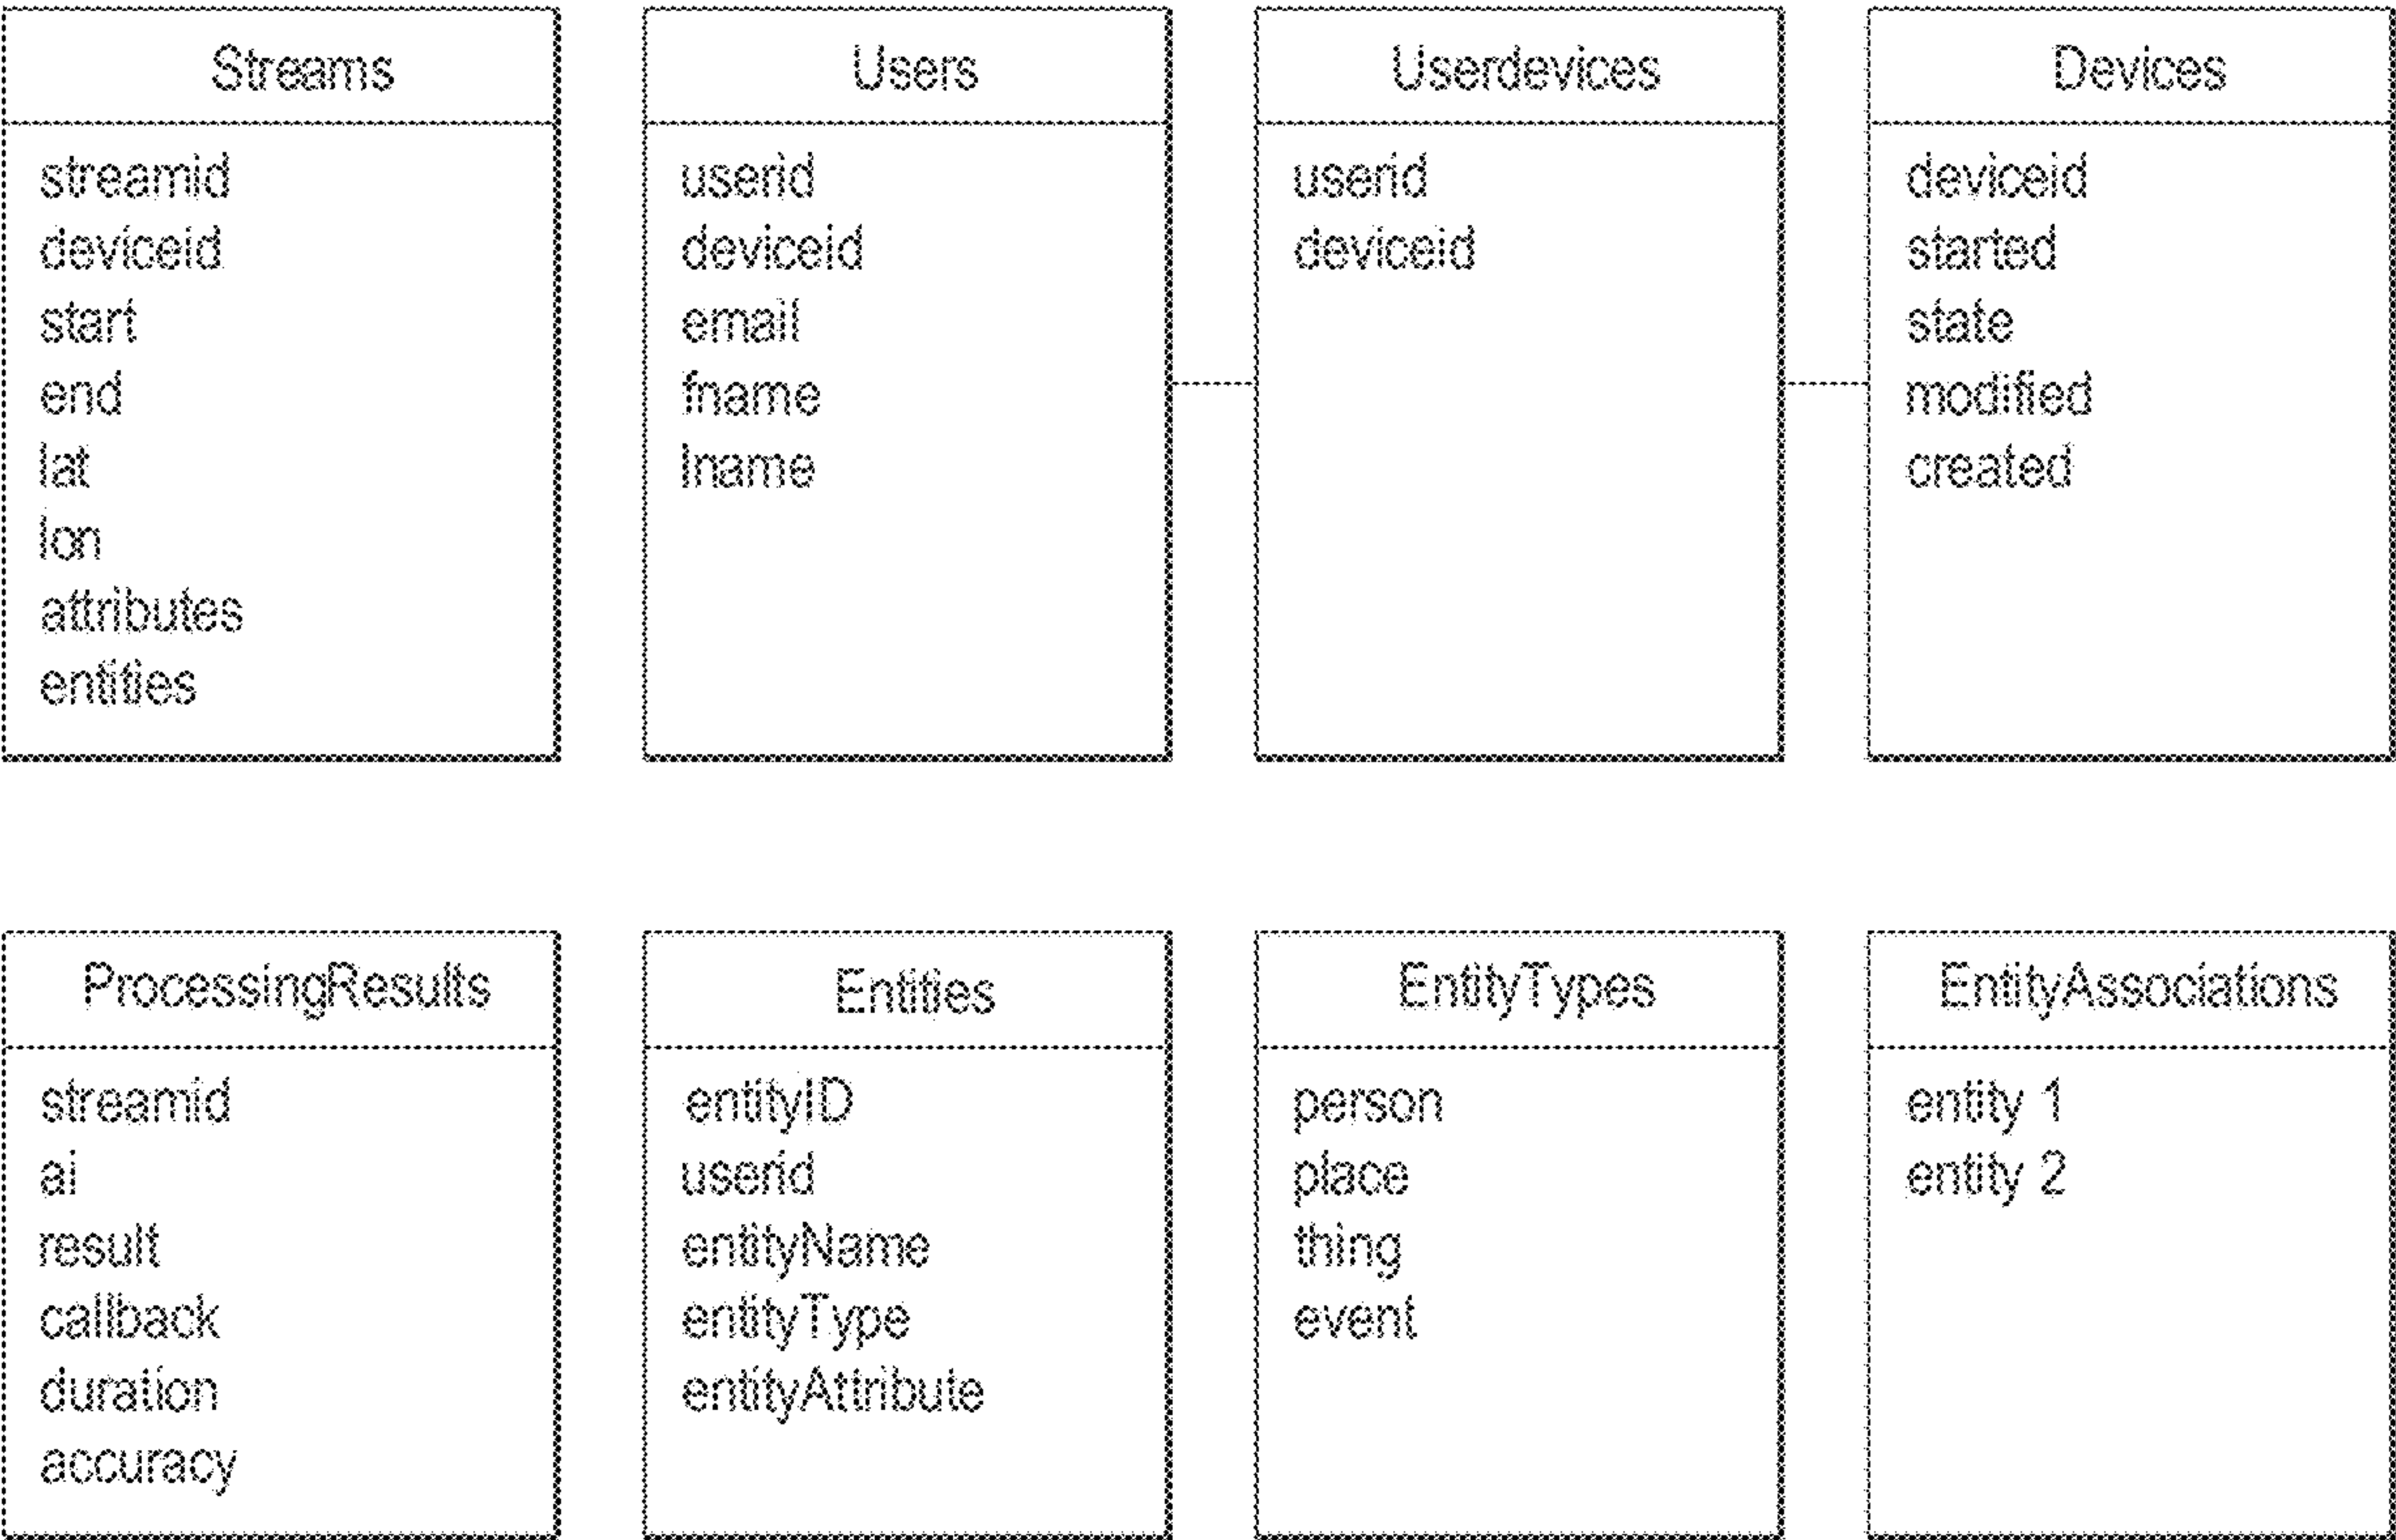 Streams
streamid
deviceid
start
end
lat
lon
attributes
entities
Users
userid
deviceid
email
fname
lname
Userdevices
userid
deviceid
Devices
deviceid
started
state
modified
created
ProcessingResults
streamid
ai
result
callback
duration
accuracy
Entities
entityID
userid
entityName
entityType
entityAttribute
EntityTypes
person
place
thing
event
EntityAssociations
entity 1
entity 2